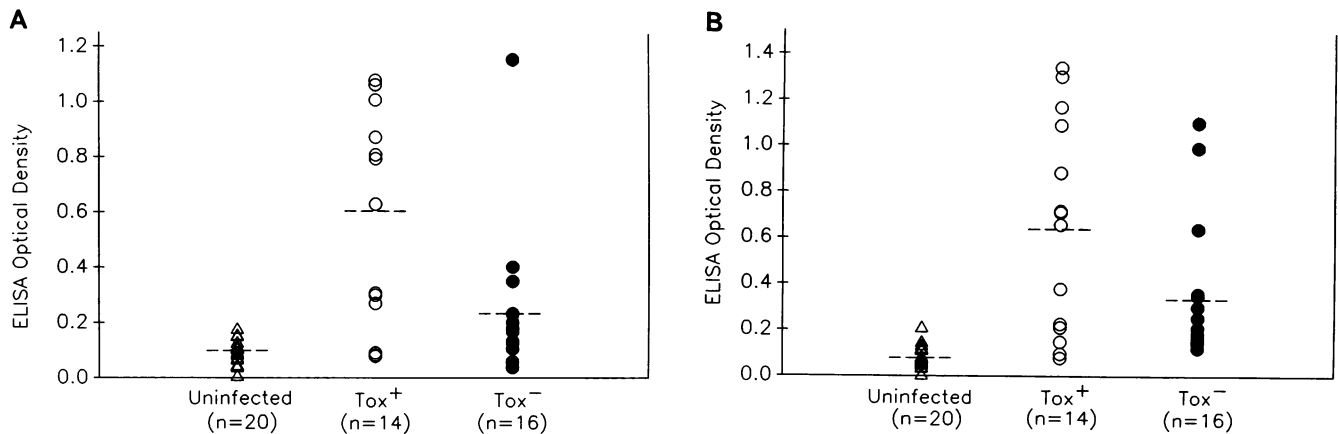 A
ELISA Optical Density
1.2
1.0
0.8
0.6
0.4
0.2
0.0
Uninfected
(n=20)
Tox+
(n=14)
Tox−
(n=16)
B
ELISA Optical Density
1.4
1.2
1.0
0.8
0.6
0.4
0.2
0.0
Uninfected
(n=20)
Tox+
(n=14)
Tox−
(n=16)